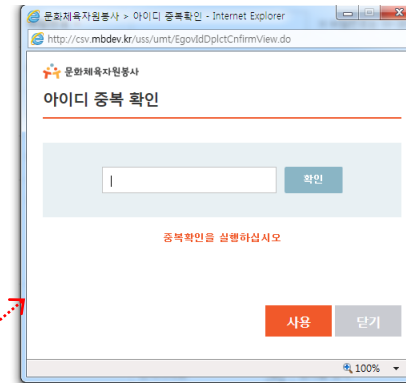 문화체육자원봉사 > 아이디 중복확인 - Internet Explorer
http://csv.mbdev.kr/uss/umt/EgovIdDplctCnfirmView.do
문화체육자원봉사
아이디 중복 확인
확인
중복확인을 실행하십시오
사용 닫기
100%